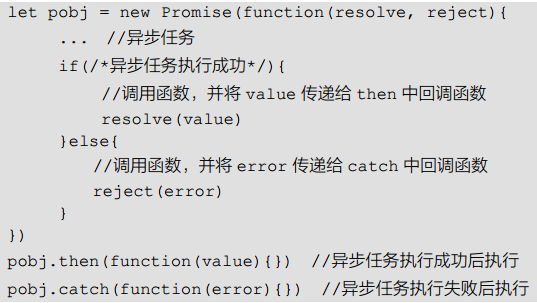 let pobj = new Promise(function(resolve, reject){
... //异步任务
if(/*异步任务执行成功*/){
//调用函数，并将 value 传递给 then 中回调函数
resolve(value)
}else{
//调用函数，并将 error 传递给 catch 中回调函数
reject(error)
}
})
pobj.then(function(value){}) //异步任务执行成功后执行
pobj.catch(function(error){}) //异步任务执行失败后执行